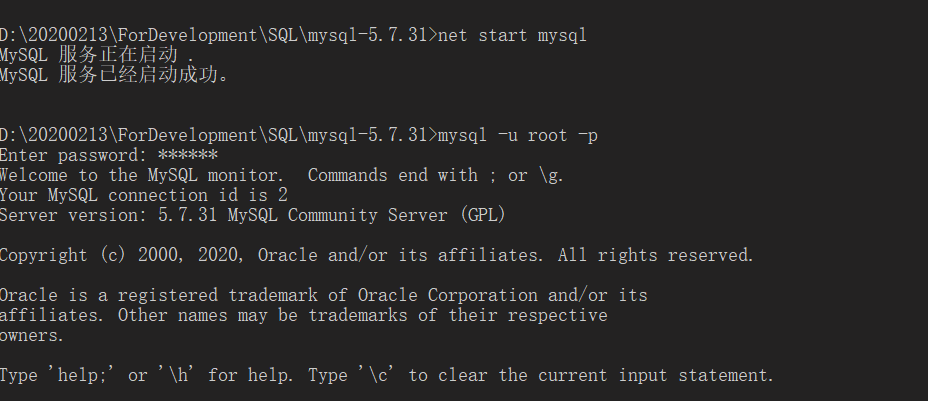 D:\20200213\ForDevelopment\SQL\mysql-5.7.31>net start mysql
MySQL 服务正在启动 .
MySQL 服务已经启动成功。
D:\20200213\ForDevelopment\SQL\mysql-5.7.31>mysql -u root -p
Enter password: ******
Welcome to the MySQL monitor.  Commands end with ; or \g.
Your MySQL connection id is 2
Server version: 5.7.31 MySQL Community Server (GPL)
Copyright (c) 2000, 2020, Oracle and/or its affiliates. All rights reserved.
Oracle is a registered trademark of Oracle Corporation and/or its
affiliates. Other names may be trademarks of their respective
owners.
Type 'help;' or '\h' for help. Type '\c' to clear the current input statement.